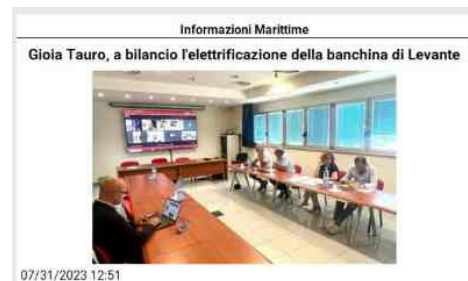 Informazioni Marittime
Gioia Tauro, a bilancio l'elettrificazione della banchina di Levante
07/31/2023 12:51